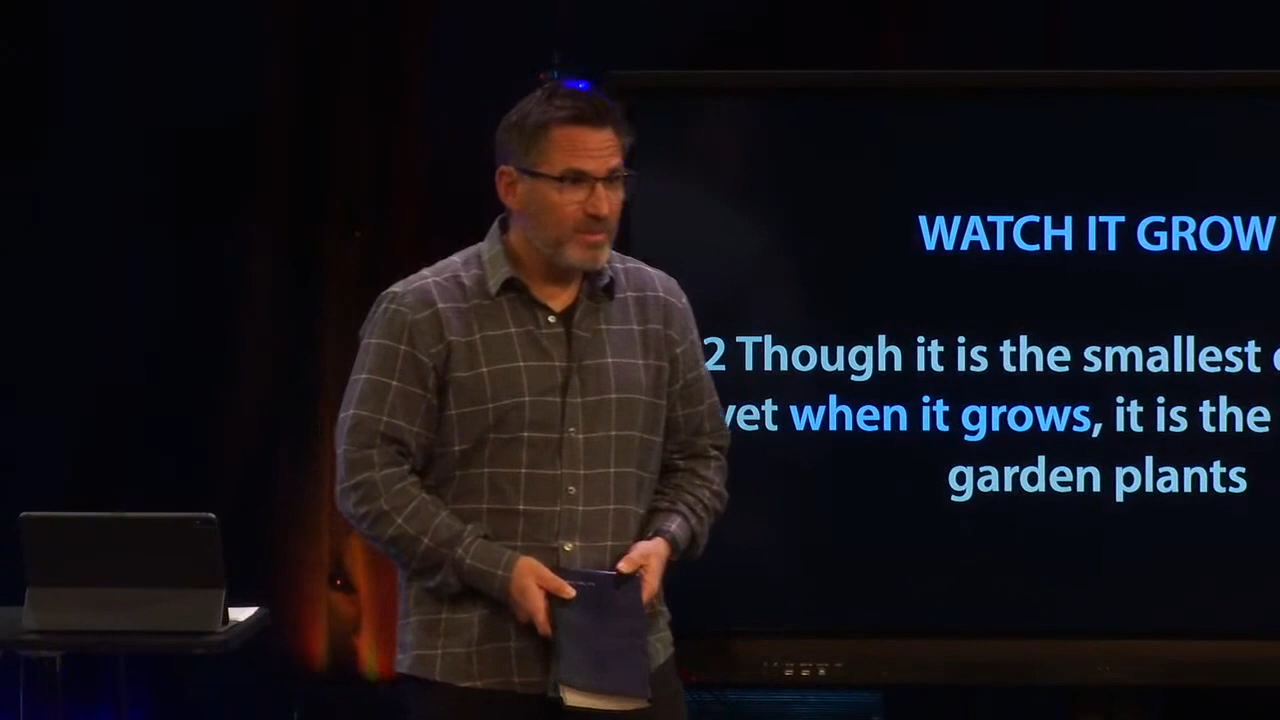 WATCH IT GROW
2 Though it is the smallest
yet when it grows, it is the
garden plants